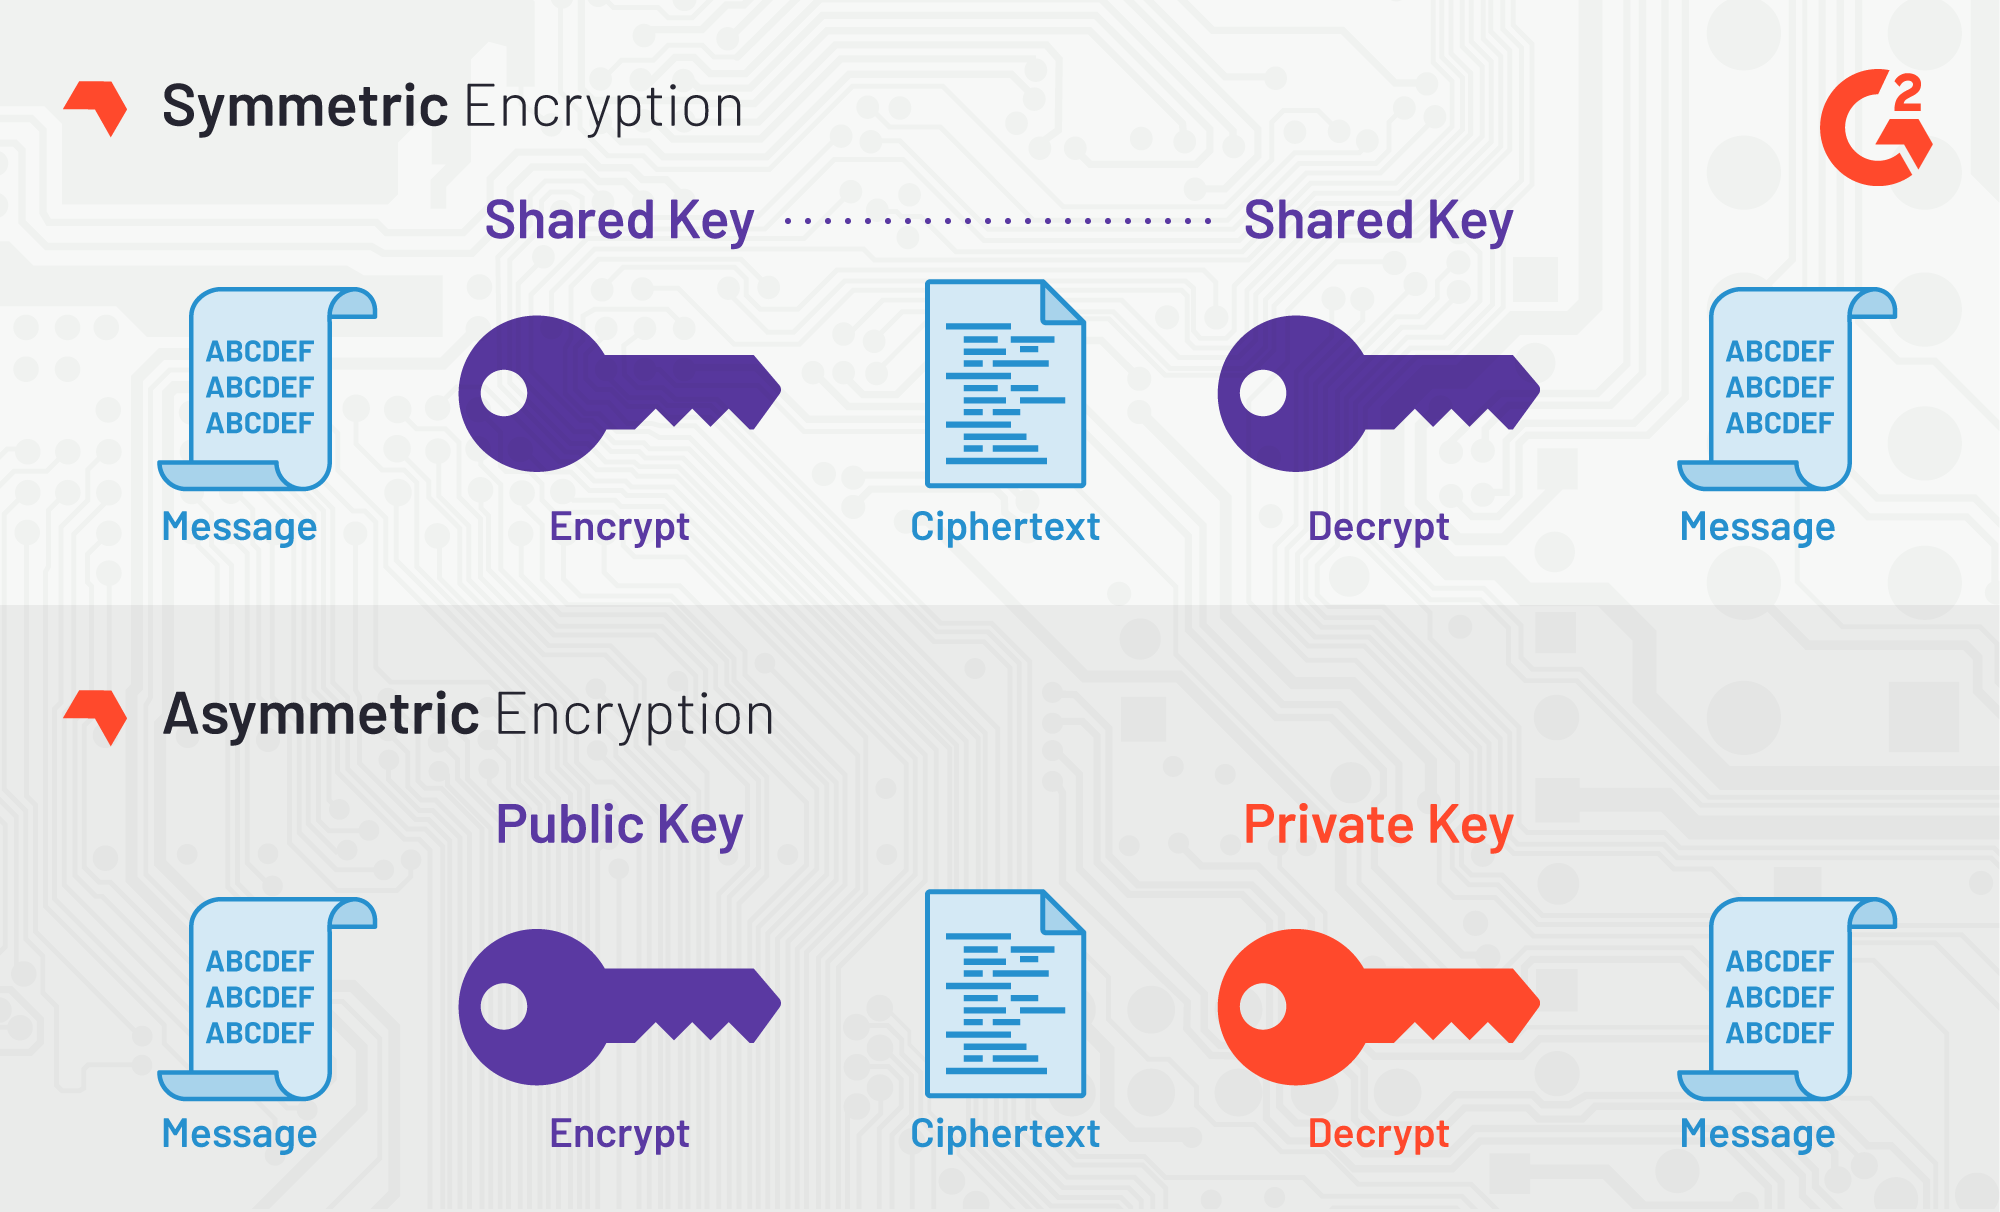 Symmetric Encryption
G2
Shared Key Shared Key
ABCDEF
ABCDEF
ABCDEF
ABCDEF
ABCDEF
ABCDEF
Message Encrypt Ciphertext Decrypt Message
Asymmetric Encryption
Public Key Private Key
ABCDEF
ABCDEF
ABCDEF
ABCDEF
ABCDEF
ABCDEF
Message Encrypt Ciphertext Decrypt Message